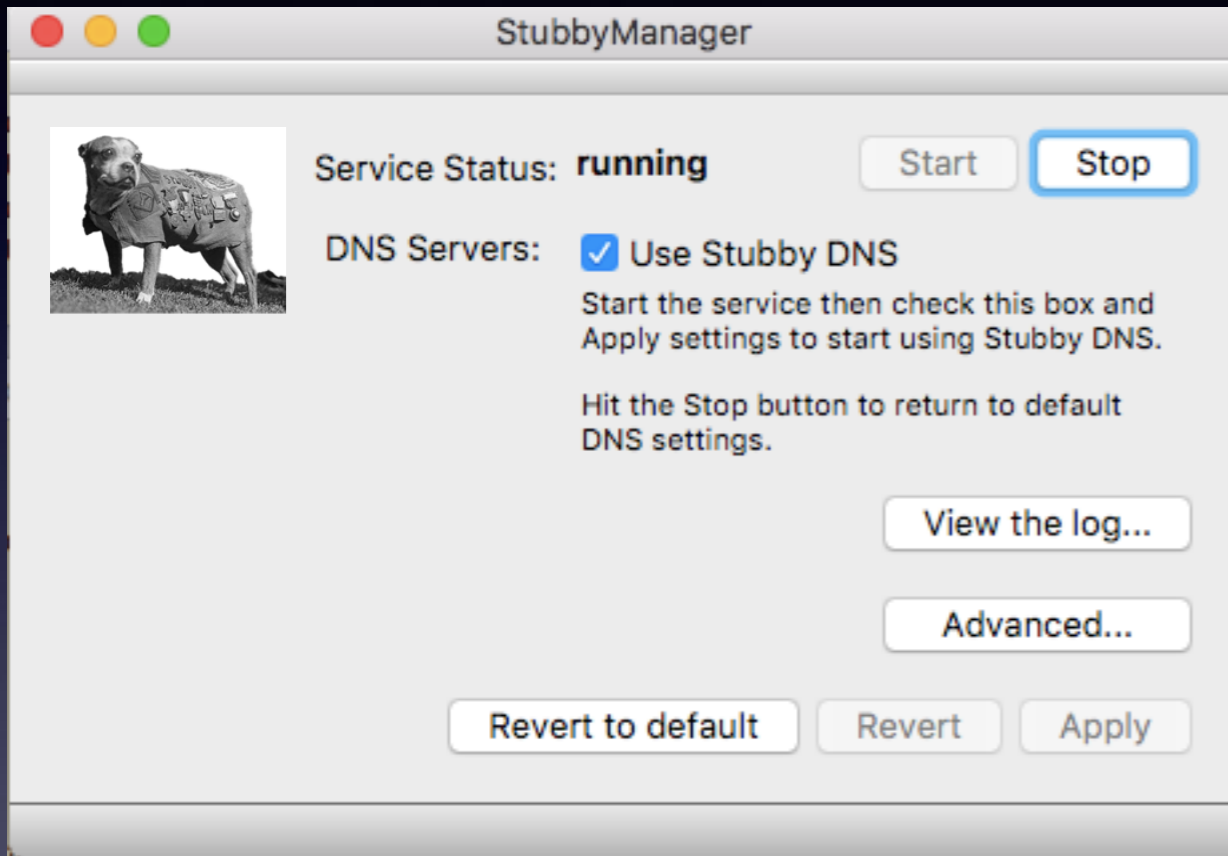 StubbyManager
Service Status: running Start Stop
DNS Servers: Use Stubby DNS
Start the service then check this box and
Apply settings to start using Stubby DNS.
Hit the Stop button to return to default
DNS settings.
View the log...
Advanced...
Revert to default Revert Apply